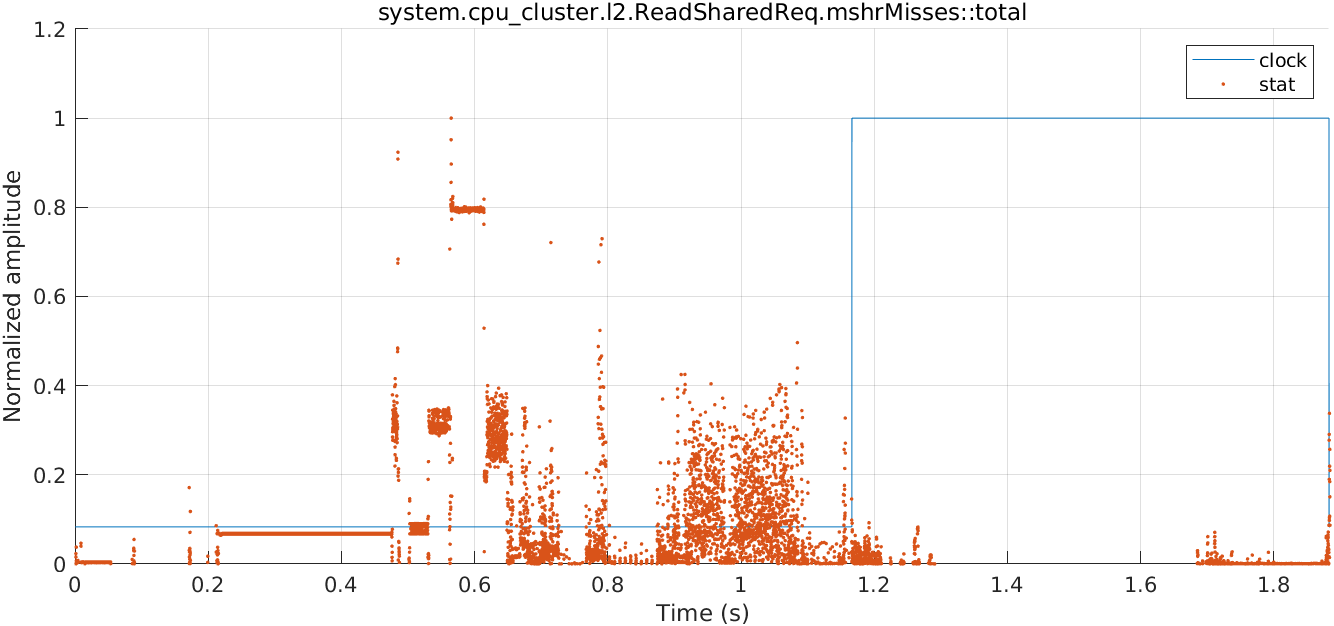 system.cpu_cluster.l2.ReadSharedReq.mshrMisses::total
clock
stat
Normalized amplitude
1.2
1
0.8
0.6
0.4
0.2
0
0 0.2 0.4 0.6 0.8 1 1.2 1.4 1.6 1.8
Time (s)